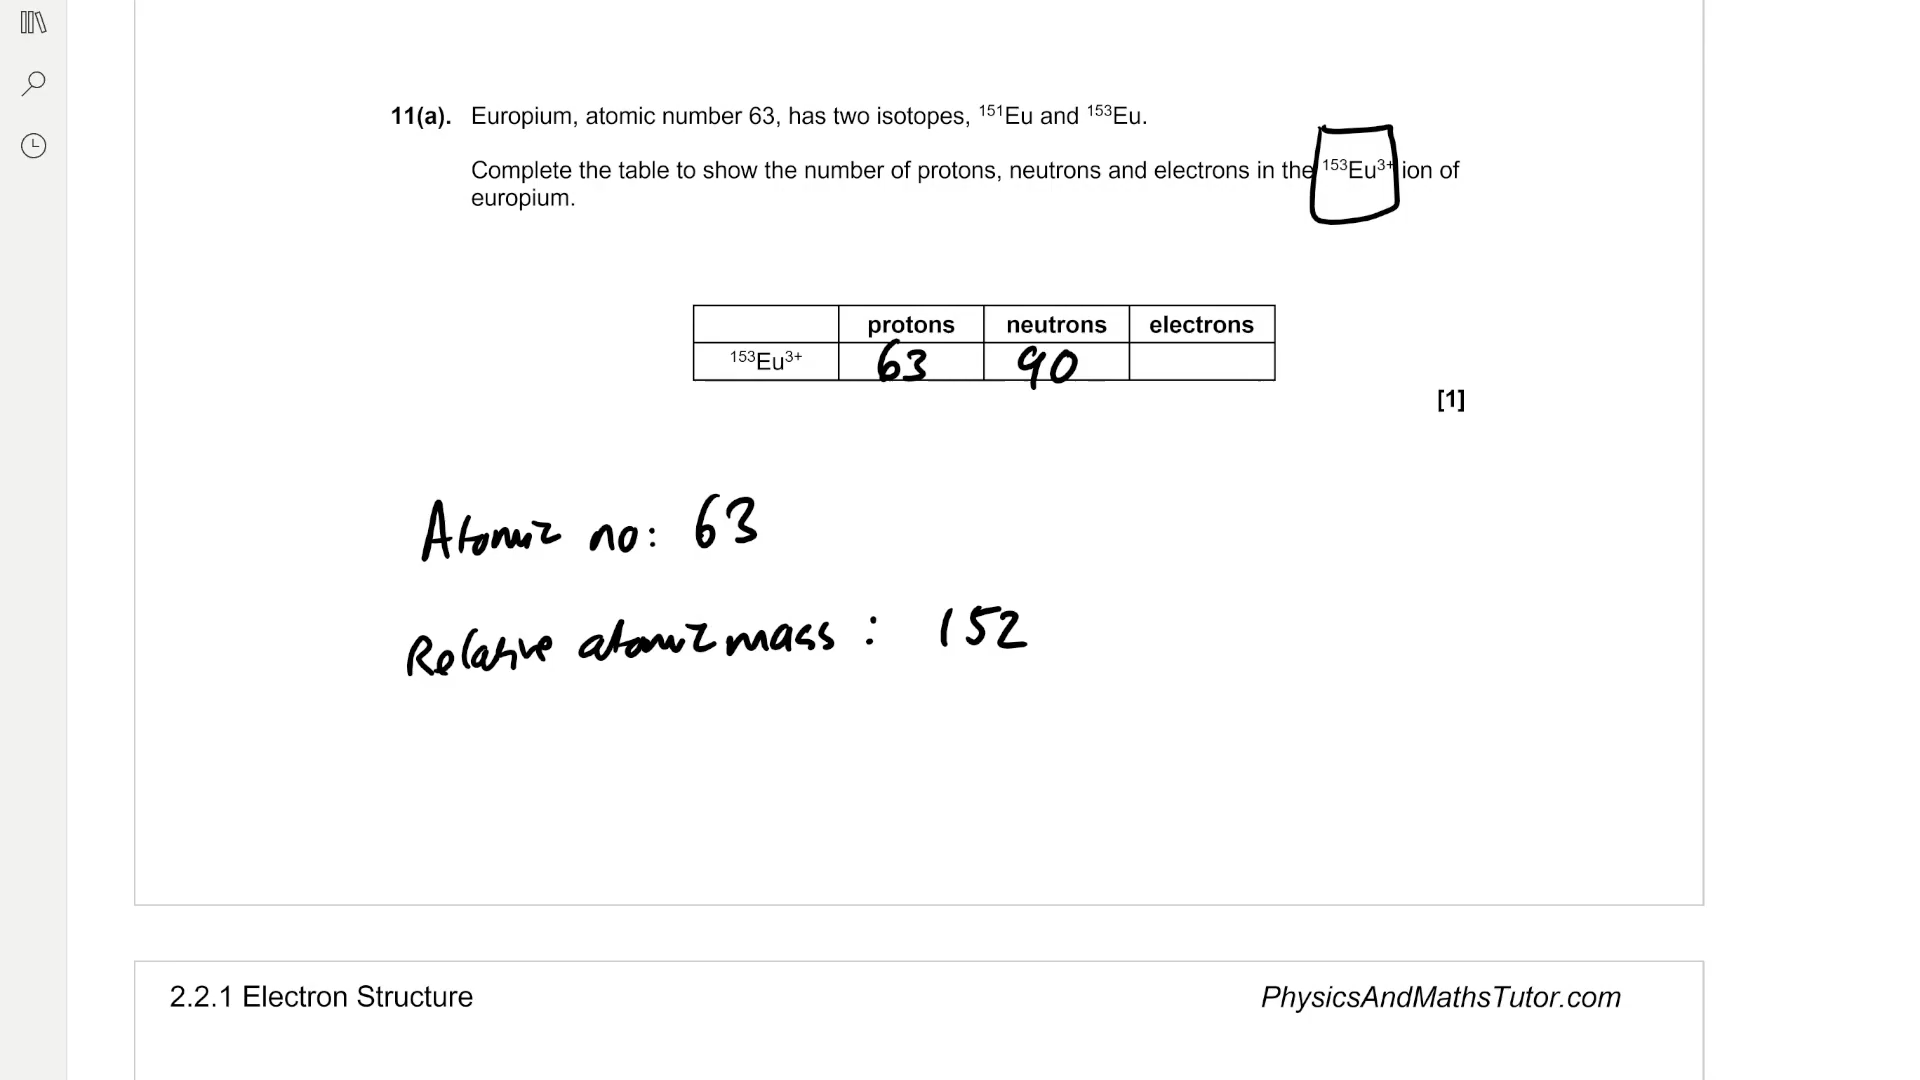 11(a). Europium, atomic number 63, has two isotopes, ¹⁵¹Eu and ¹⁵³Eu.
Complete the table to show the number of protons, neutrons and electrons in the ¹⁵³Eu³⁺ ion of
europium.
protons neutrons electrons
¹⁵³Eu³⁺ 63 90
[1]
Atomic no: 63
Relative atomic mass : 152
2.2.1 Electron Structure PhysicsAndMathsTutor.com